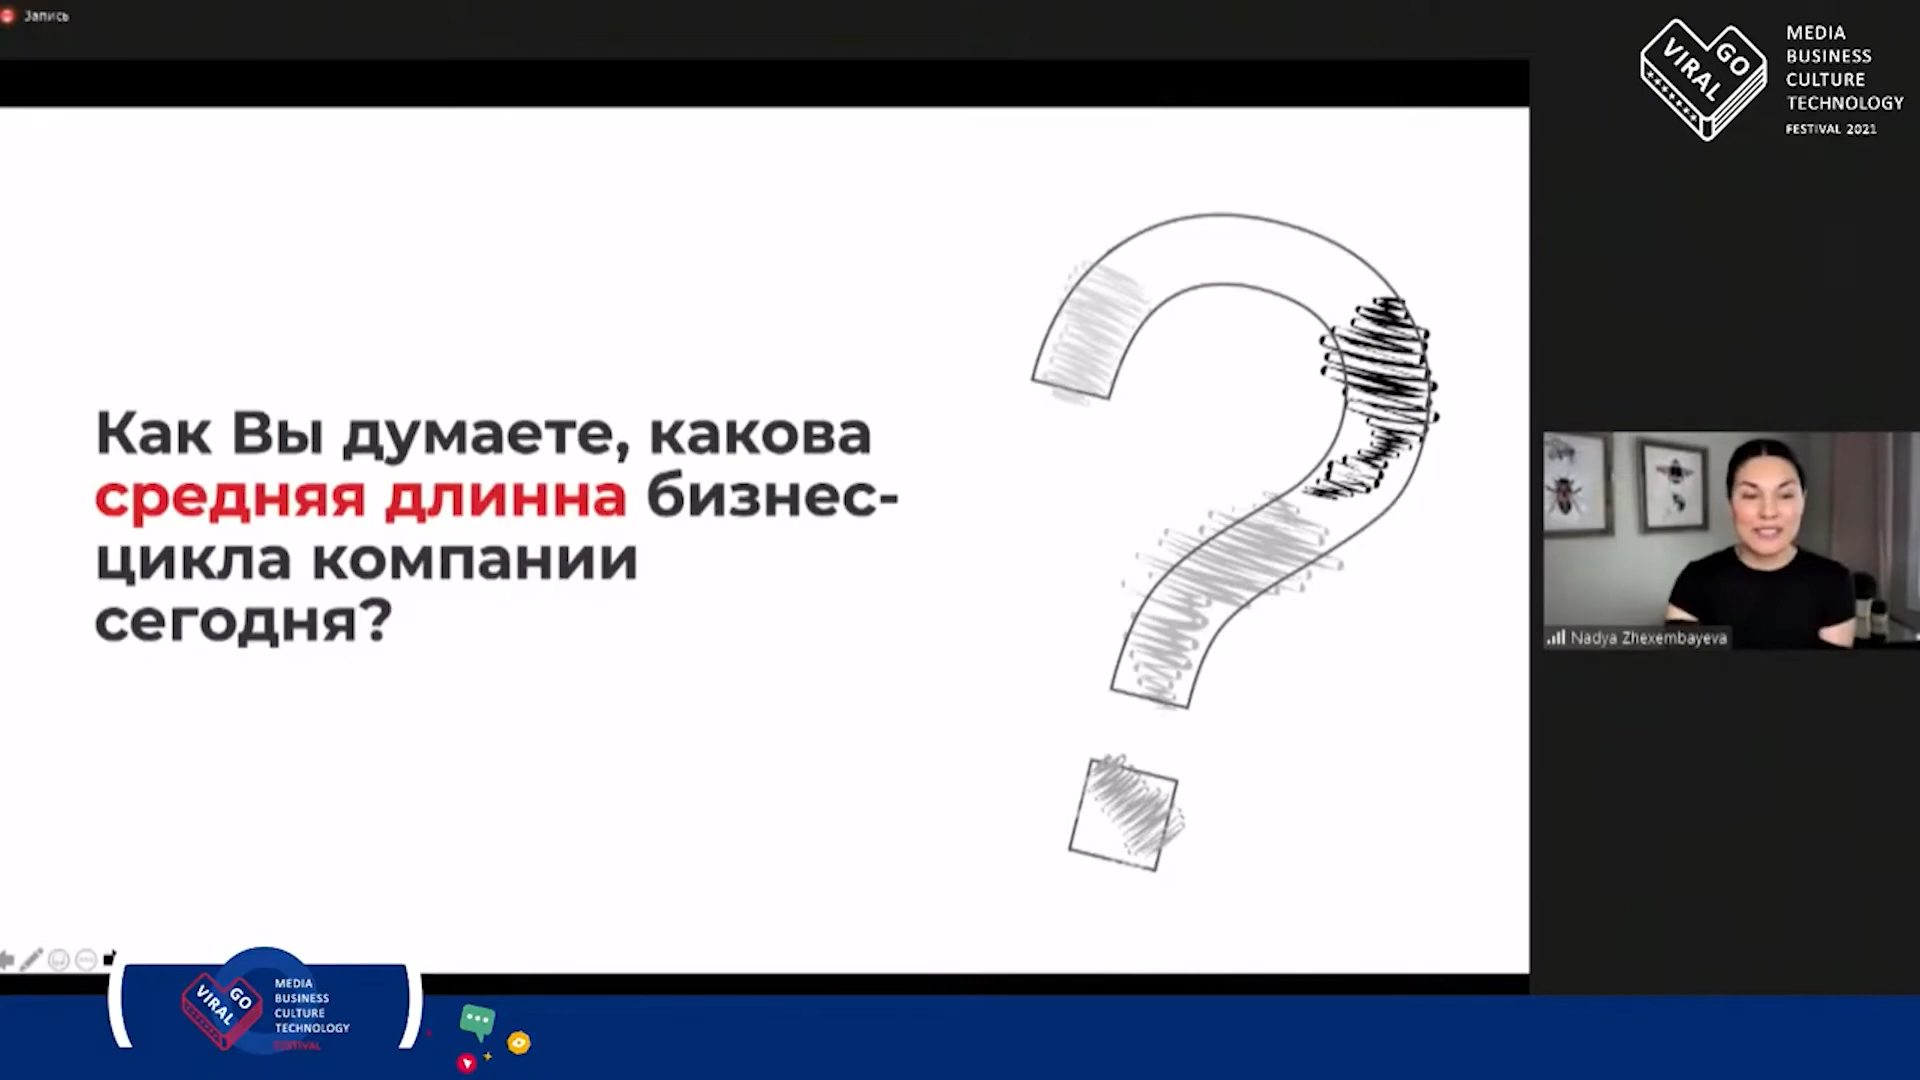 Запись
VIRAL GO
MEDIA
BUSINESS
CULTURE
TECHNOLOGY
FESTIVAL 2021
Как Вы думаете, какова
средняя длинна бизнес-
цикла компании
сегодня?
Nadya Zhexembayeva
VIRAL GO
MEDIA
BUSINESS
CULTURE
TECHNOLOGY
FESTIVAL